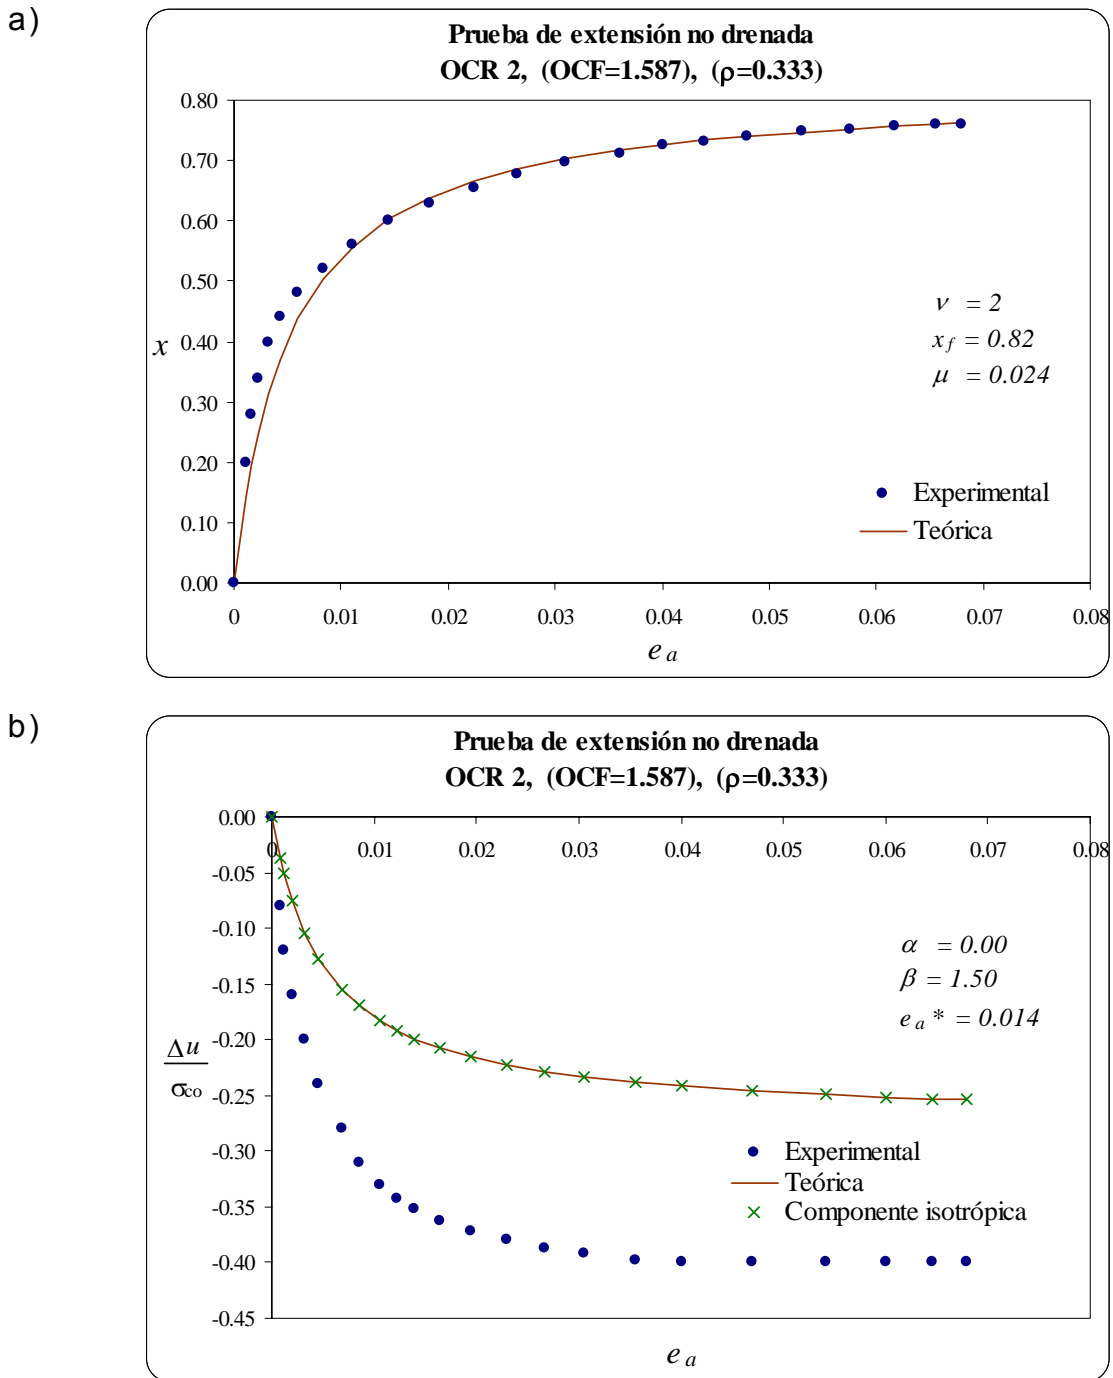 a)
Prueba de extensión no drenada
OCR 2, (OCF=1.587), (ρ=0.333)
0.80
0.70
0.60
0.50
0.40
0.30
0.20
0.10
0.00
x
ν = 2
x_f = 0.82
μ = 0.024
Experimental
Teórica
0 0.01 0.02 0.03 0.04 0.05 0.06 0.07 0.08
e a
b)
Prueba de extensión no drenada
OCR 2, (OCF=1.587), (ρ=0.333)
0.00
0 0.01 0.02 0.03 0.04 0.05 0.06 0.07 0.08
-0.05
-0.10
-0.15
-0.20
-0.25
-0.30
-0.35
-0.40
-0.45
Δu
σco
α = 0.00
β = 1.50
e a * = 0.014
Experimental
Teórica
Componente isotrópica
e a